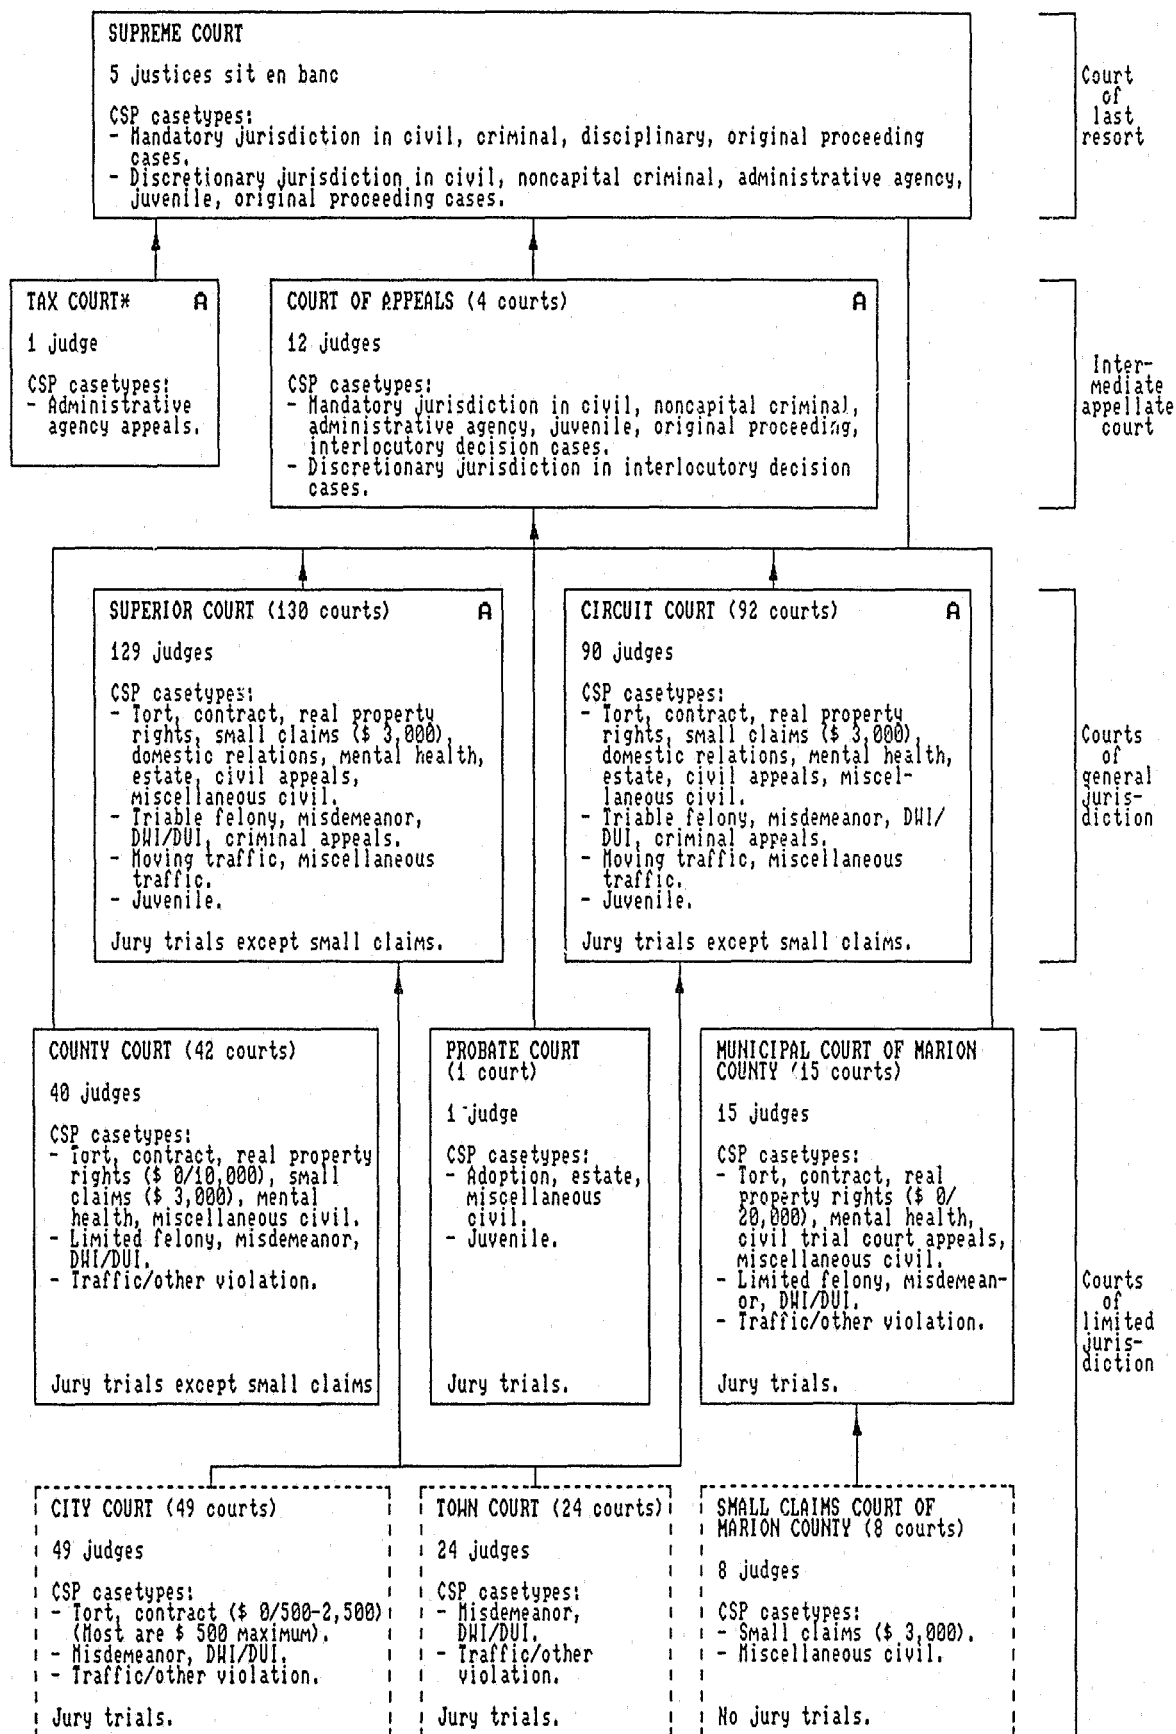 SUPREME COURT
5 justices sit en banc
CSP casetypes:
- Mandatory jurisdiction in civil, criminal, disciplinary, original proceeding
cases.
- Discretionary jurisdiction in civil, noncapital criminal, administrative agency,
juvenile, original proceeding cases.
Court
of
last
resort
TAX COURT* A
1 judge
CSP casetypes:
- Administrative
agency appeals.
COURT OF APPEALS (4 courts) A
12 judges
CSP casetypes:
- Mandatory jurisdiction in civil, noncapital criminal,
administrative agency, juvenile, original proceeding,
interlocutory decision cases.
- Discretionary jurisdiction in interlocutory decision
cases.
Inter-
mediate
appellate
court
SUPERIOR COURT (130 courts) A
129 judges
CSP casetypes:
- Tort, contract, real property
rights, small claims ($ 3,000),
domestic relations, mental health,
estate, civil appeals,
miscellaneous civil.
- Triable felony, misdemeanor,
DWI/DUI, criminal appeals.
- Moving traffic, miscellaneous
traffic.
- Juvenile.
Jury trials except small claims.
CIRCUIT COURT (92 courts) A
90 judges
CSP casetypes:
- Tort, contract, real property
rights, small claims ($ 3,000),
domestic relations, mental health,
estate, civil appeals, miscel-
laneous civil.
- Triable felony, misdemeanor, DWI/
DUI, criminal appeals.
- Moving traffic, miscellaneous
traffic.
- Juvenile.
Jury trials except small claims.
Courts
of
general
juris-
diction
COUNTY COURT (42 courts)
40 judges
CSP casetypes:
- Tort, contract, real property
rights ($ 0/10,000), small
claims ($ 3,000), mental
health, miscellaneous civil.
- Limited felony, misdemeanor,
DWI/DUI.
- Traffic/other violation.
Jury trials except small claims
PROBATE COURT
(1 court)
1 judge
CSP casetypes:
- Adoption, estate,
miscellaneous
civil.
- Juvenile.
Jury trials.
MUNICIPAL COURT OF MARION
COUNTY (15 courts)
15 judges
CSP casetypes:
- Tort, contract, real
property rights ($ 0/
20,000), mental health,
civil trial court appeals,
miscellaneous civil.
- Limited felony, misdemean-
or, DWI/DUI.
- Traffic/other violation.
Jury trials.
Courts
of
limited
juris-
diction
CITY COURT (49 courts)
49 judges
CSP casetypes:
- Tort, contract ($ 0/500-2,500)
(Most are $ 500 maximum).
- Misdemeanor, DWI/DUI.
- Traffic/other violation.
Jury trials.
TOWN COURT (24 courts)
24 judges
CSP casetypes:
- Misdemeanor,
DWI/DUI.
- Traffic/other
violation.
Jury trials.
SMALL CLAIMS COURT OF
MARION COUNTY (8 courts)
8 judges
CSP casetypes:
- Small claims ($ 3,000).
- Miscellaneous civil.
No jury trials.